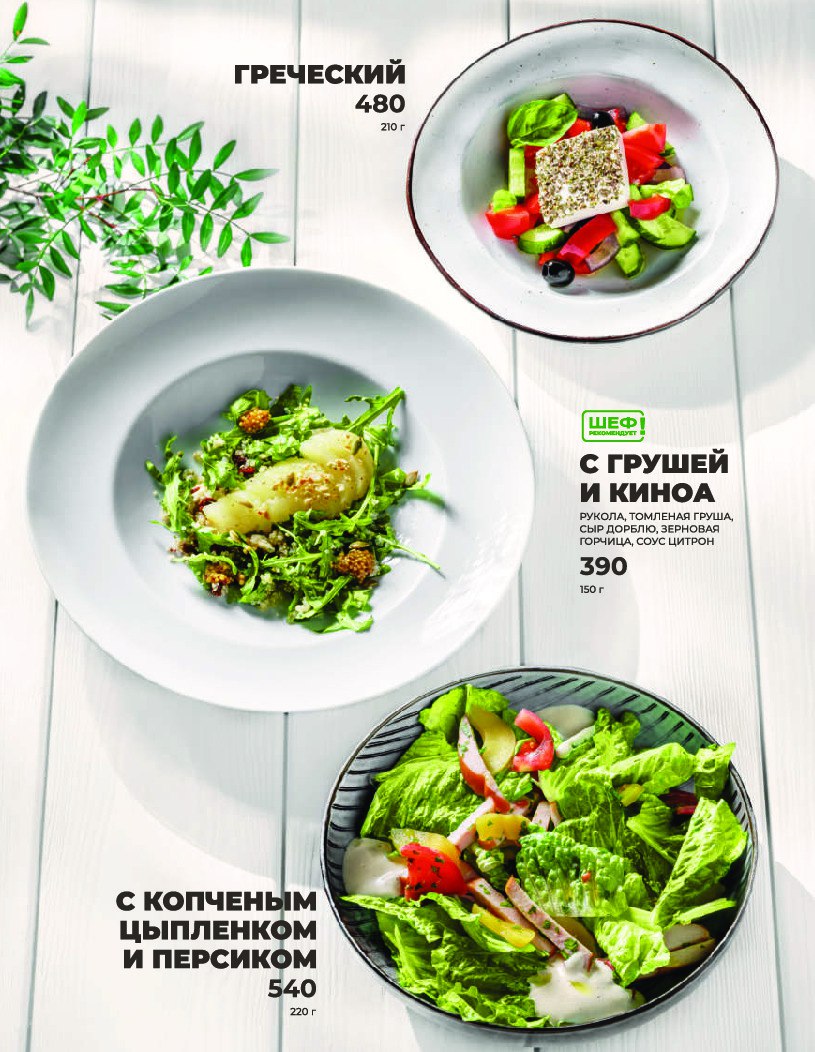 ГРЕЧЕСКИЙ
480
210 г
ШЕФ!
РЕКОМЕНДУЕТ
С ГРУШЕЙ
И КИНОА
РУКОЛА, ТОМЛЕНАЯ ГРУША,
СЫР ДОРБЛЮ, ЗЕРНОВАЯ
ГОРЧИЦА, СОУС ЦИТРОН
390
150 г
С КОПЧЕНЫМ
ЦЫПЛЕНКОМ
И ПЕРСИКОМ
540
220 г